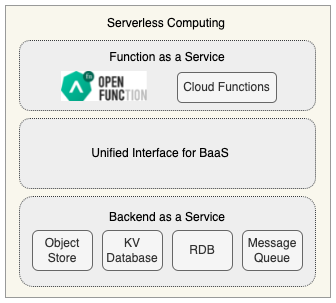 Serverless Computing
Function as a Service
fn
OPEN
FUNCTION
Cloud Functions
Unified Interface for BaaS
Backend as a Service
Object
Store
KV
Database
RDB
Message
Queue